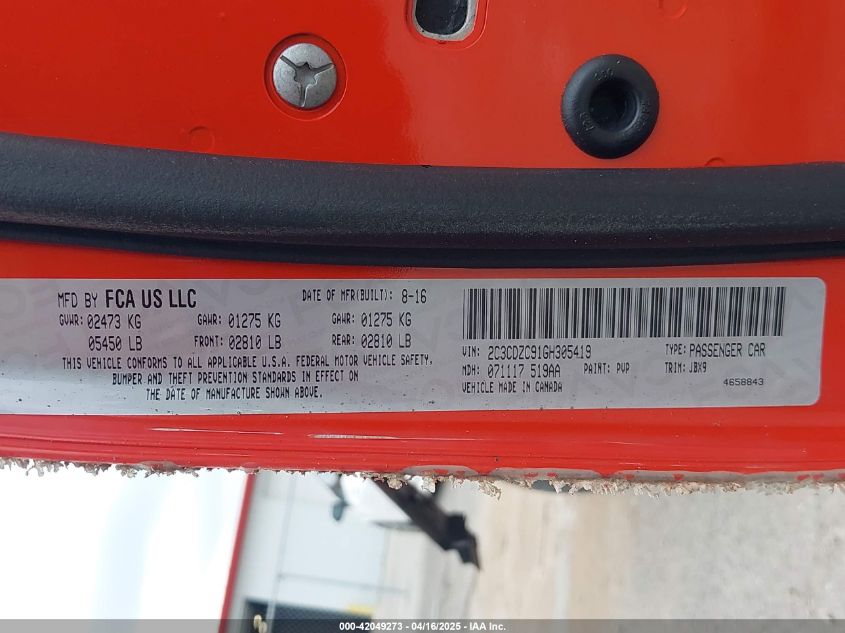 MFD BY FCA US LLC DATE OF MFR(BUILT): 8-16
GVWR: 02473 KG GAWR: 01275 KG GAWR: 01275 KG
05450 LB FRONT: 02810 LB REAR: 02810 LB
THIS VEHICLE CONFORMS TO ALL APPLICABLE U.S.A. FEDERAL MOTOR VEHICLE SAFETY,
BUMPER AND THEFT PREVENTION STANDARDS IN EFFECT ON
THE DATE OF MANUFACTURE SHOWN ABOVE.
VIN: 2C3CDZC91GH305419 TYPE: PASSENGER CAR
MDH: 071117 519AA PAINT: PVP TRIM: JBX9
VEHICLE MADE IN CANADA 4658843
000-42049273 - 04/16/2025 - IAA Inc.